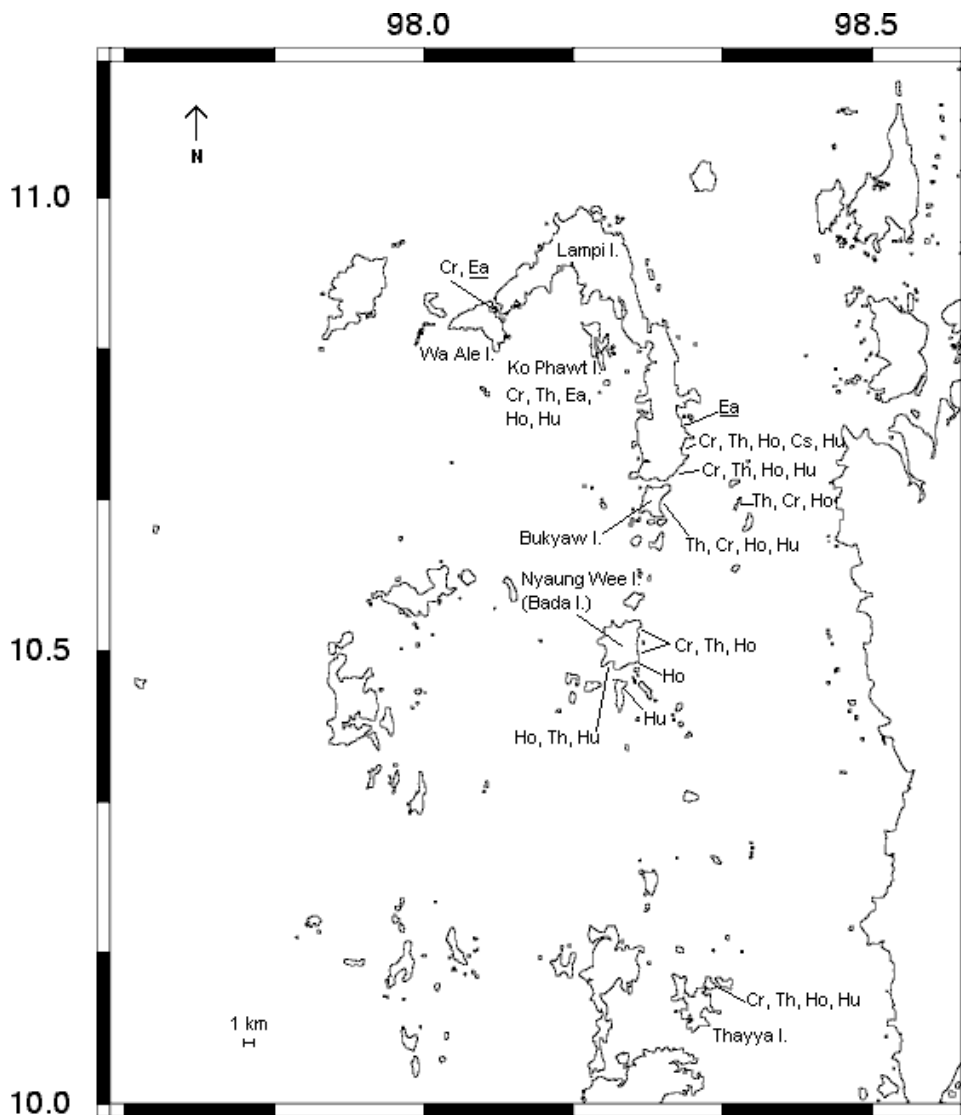 98.0
98.5
N
11.0
Lampi I.
Cr, Ea
Wa Ale I.
Ko Phawt I.
Cr, Th, Ea,
Ho, Hu
Ea
Cr, Th, Ho, Cs, Hu
Cr, Th, Ho, Hu
Th, Cr, Ho
Bukyaw I.
Th, Cr, Ho, Hu
Nyaung Wee I.
(Bada I.)
10.5
Cr, Th, Ho
Ho
Hu
Ho, Th, Hu
Cr, Th, Ho, Hu
1 km
Thayya I.
10.0